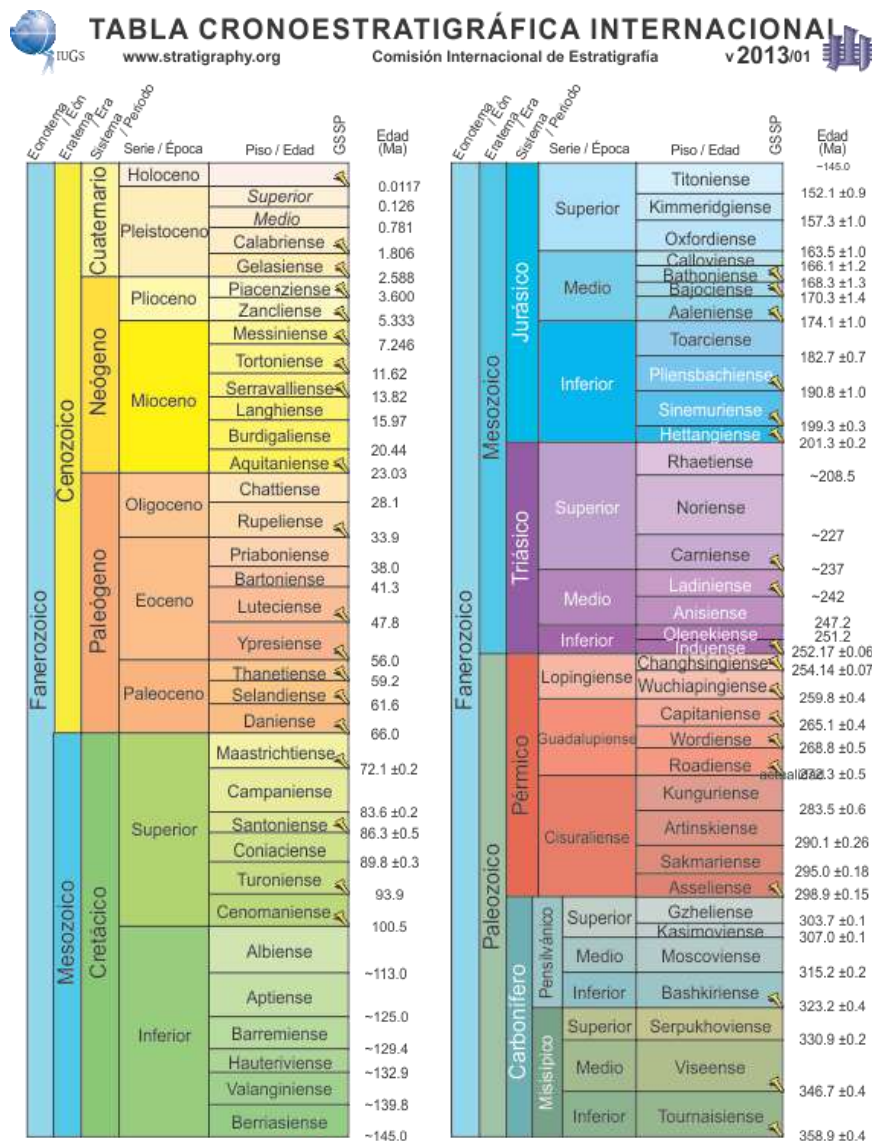 TABLA CRONOESTRATIGRÁFICA INTERNACIONAL
IUGS
www.stratigraphy.org Comisión Internacional de Estratigrafía v 2013/01
Eonotema / Eón
Eratema / Era
Sistema / Período
Serie / Época
Piso / Edad
GSSP
Edad (Ma)
Fanerozoico
Cenozoico
Cuaternario
Holoceno
0.0117
Pleistoceno
Superior
0.126
Medio
0.781
Calabriense
1.806
Gelasiense
2.588
Neógeno
Plioceno
Piacenziense
3.600
Zancliense
5.333
Mioceno
Messiniense
7.246
Tortoniense
11.62
Serravalliense
13.82
Langhiense
15.97
Burdigaliense
20.44
Aquitaniense
23.03
Paleógeno
Oligoceno
Chattiense
28.1
Rupeliense
33.9
Eoceno
Priaboniense
38.0
Bartoniense
41.3
Luteciense
47.8
Ypresiense
56.0
Paleoceno
Thanetiense
59.2
Selandiense
61.6
Daniense
66.0
Mesozoico
Cretácico
Superior
Maastrichtiense
72.1 ±0.2
Campaniense
83.6 ±0.2
Santoniense
86.3 ±0.5
Coniaciense
89.8 ±0.3
Turoniense
93.9
Cenomaniense
100.5
Inferior
Albiense
~113.0
Aptiense
~125.0
Barremiense
~129.4
Hauteriviense
~132.9
Valanginiense
~139.8
Berriasiense
~145.0
Eonotema / Eón
Eratema / Era
Sistema / Período
Serie / Época
Piso / Edad
GSSP
Edad (Ma)
~145.0
Fanerozoico
Mesozoico
Jurásico
Superior
Titoniense
152.1 ±0.9
Kimmeridgiense
157.3 ±1.0
Oxfordiense
163.5 ±1.0
Medio
Calloviense
166.1 ±1.2
Bathoniense
168.3 ±1.3
Bajociense
170.3 ±1.4
Aaleniense
174.1 ±1.0
Inferior
Toarciense
182.7 ±0.7
Pliensbachiense
190.8 ±1.0
Sinemuriense
199.3 ±0.3
Hettangiense
201.3 ±0.2
Triásico
Superior
Rhaetiense
~208.5
Noriense
~227
Carniense
~237
Medio
Ladiniense
~242
Anisiense
247.2
Inferior
Olenekiense
251.2
Induense
252.17 ±0.06
Paleozoico
Pérmico
Lopingiense
Changhsingiense
254.14 ±0.07
Wuchiapingiense
259.8 ±0.4
Guadalupiense
Capitaniense
265.1 ±0.4
Wordiense
268.8 ±0.5
Roadiense
actualidad
272.3 ±0.5
Cisuraliense
Kunguriense
283.5 ±0.6
Artinskiense
290.1 ±0.26
Sakmariense
295.0 ±0.18
Asseliense
298.9 ±0.15
Carbonífero
Pensilvánico
Superior
Gzheliense
303.7 ±0.1
Kasimoviense
307.0 ±0.1
Medio
Moscoviense
315.2 ±0.2
Inferior
Bashkiriense
323.2 ±0.4
Misisípico
Superior
Serpukhoviense
330.9 ±0.2
Medio
Viseense
346.7 ±0.4
Inferior
Tournaisiense
358.9 ±0.4